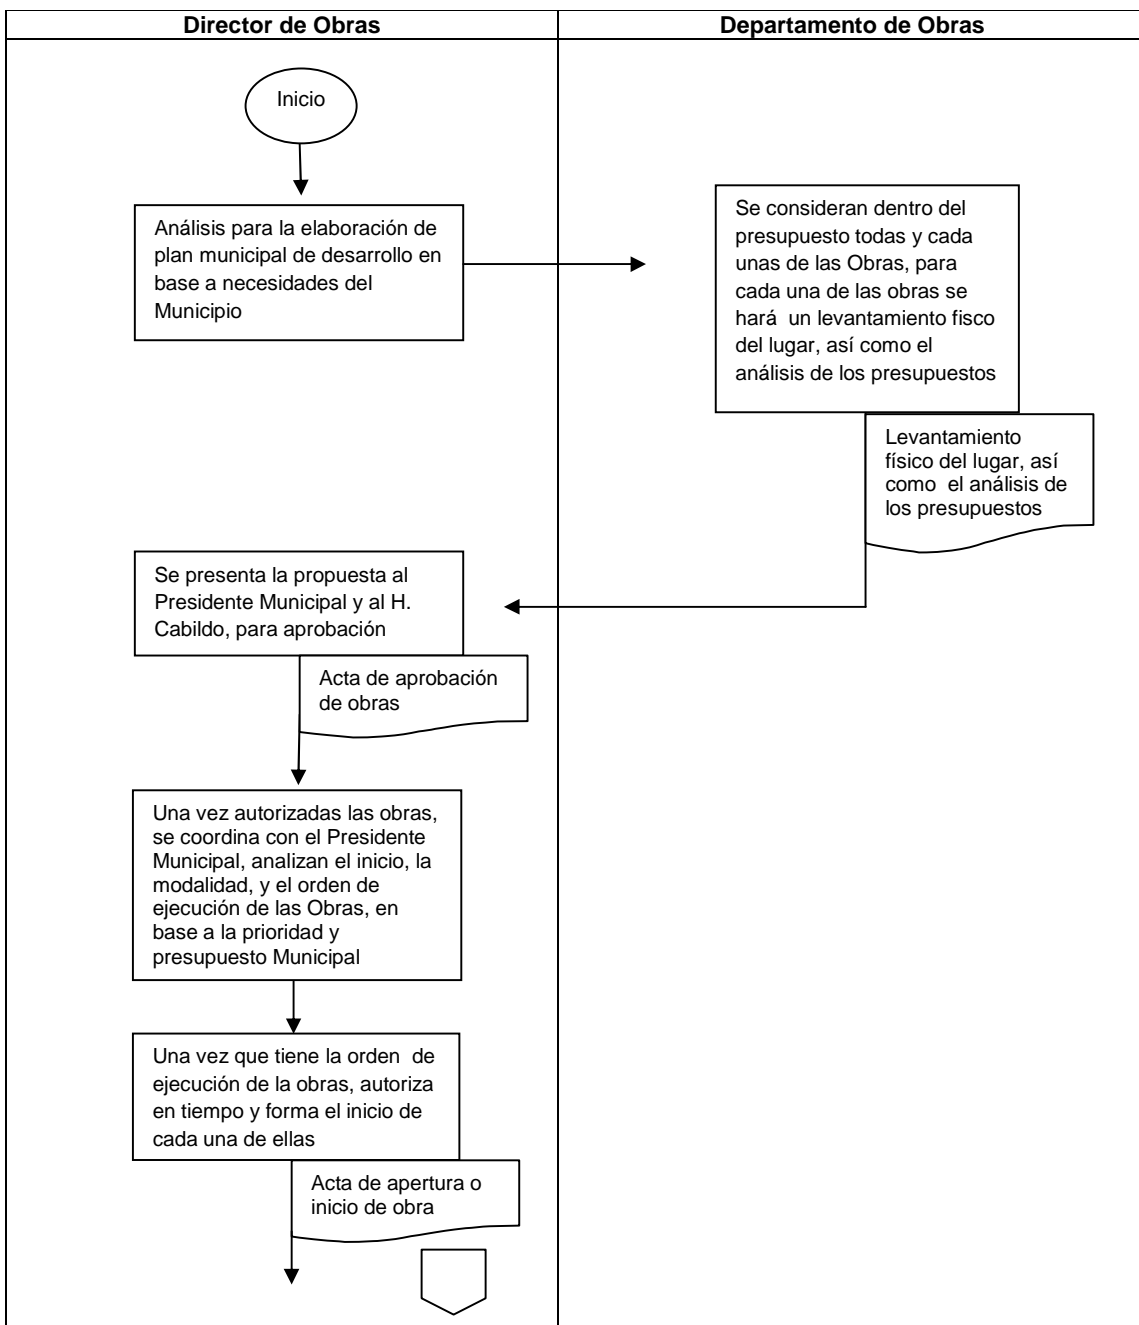 Director de Obras
Departamento de Obras
Inicio
Análisis para la elaboración de
plan municipal de desarrollo en
base a necesidades del
Municipio
Se consideran dentro del
presupuesto todas y cada
unas de las Obras, para
cada una de las obras se
hará un levantamiento fisco
del lugar, así como el
análisis de los presupuestos
Levantamiento
físico del lugar, así
como el análisis de
los presupuestos
Se presenta la propuesta al
Presidente Municipal y al H.
Cabildo, para aprobación
Acta de aprobación
de obras
Una vez autorizadas las obras,
se coordina con el Presidente
Municipal, analizan el inicio, la
modalidad, y el orden de
ejecución de las Obras, en
base a la prioridad y
presupuesto Municipal
Una vez que tiene la orden de
ejecución de la obras, autoriza
en tiempo y forma el inicio de
cada una de ellas
Acta de apertura o
inicio de obra